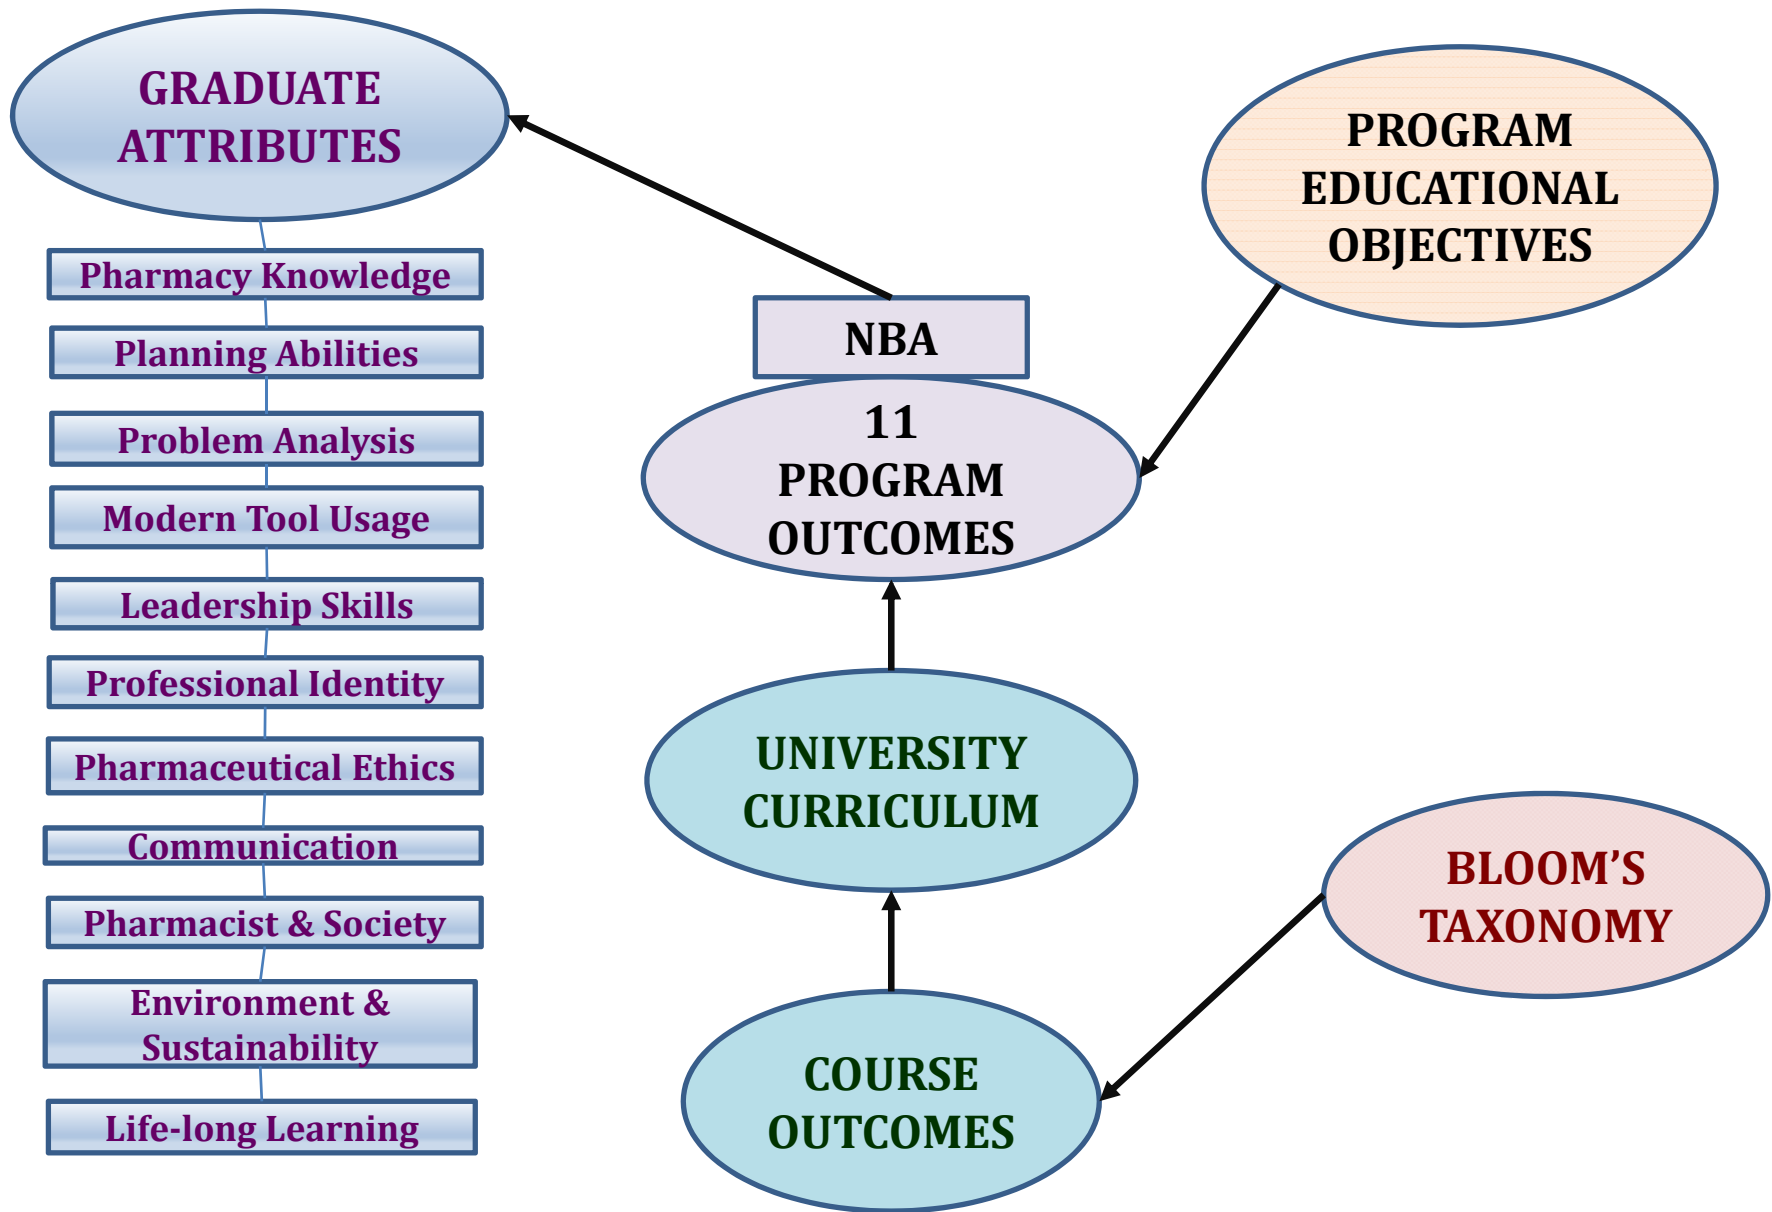 GRADUATE
ATTRIBUTES
Pharmacy Knowledge
Planning Abilities
Problem Analysis
Modern Tool Usage
Leadership Skills
Professional Identity
Pharmaceutical Ethics
Communication
Pharmacist & Society
Environment &
Sustainability
Life-long Learning
NBA
11
PROGRAM
OUTCOMES
UNIVERSITY
CURRICULUM
COURSE
OUTCOMES
PROGRAM
EDUCATIONAL
OBJECTIVES
BLOOM’S
TAXONOMY